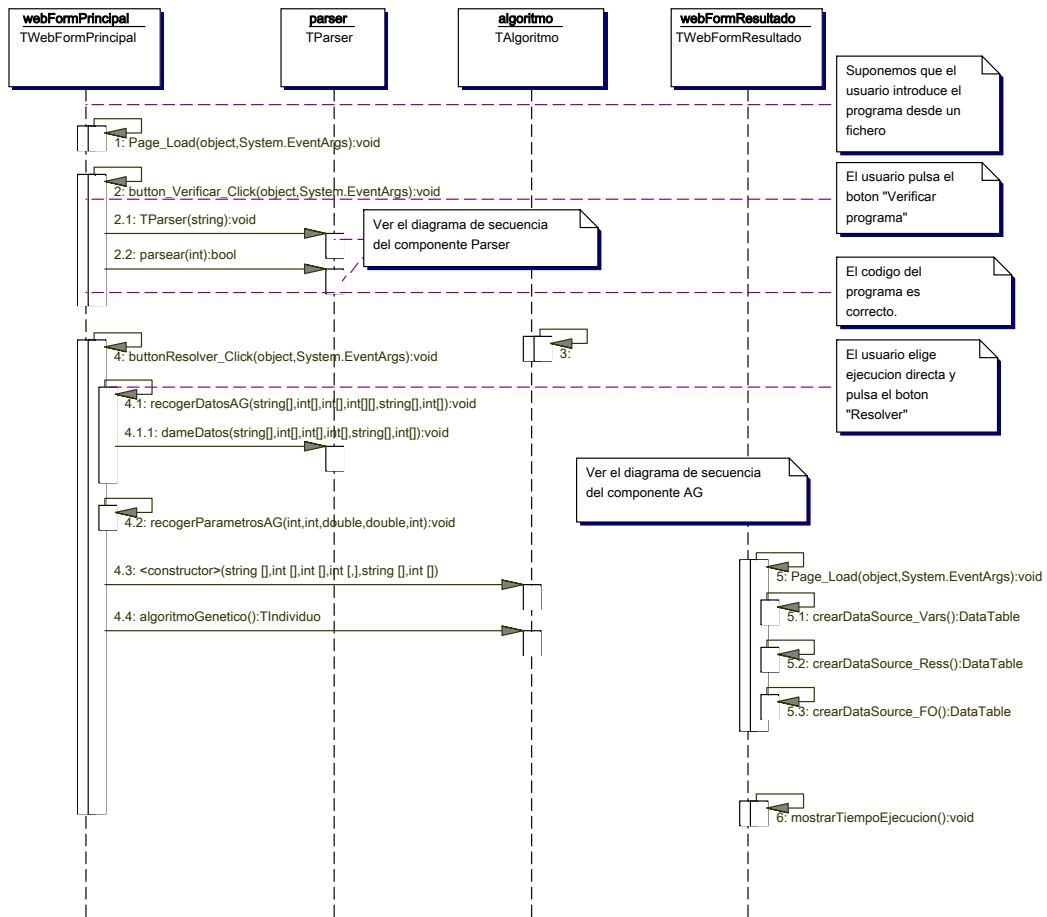 webFormPrincipal
TWebFormPrincipal
parser
TParser
algoritmo
TAlgoritmo
webFormResultado
TWebFormResultado
Suponemos que el
usuario introduce el
programa desde un
fichero
1: Page_Load(object,System.EventArgs):void
El usuario pulsa el
boton "Verificar
programa"
2: button_Verificar_Click(object,System.EventArgs):void
2.1: TParser(string):void
Ver el diagrama de secuencia
del componente Parser
2.2: parsear(int):bool
El codigo del
programa es
correcto.
3:
4: buttonResolver_Click(object,System.EventArgs):void
El usuario elige
ejecucion directa y
pulsa el boton
"Resolver"
4.1: recogerDatosAG(string[],int[],int[],int[][],string[],int[]):void
4.1.1: dameDatos(string[],int[],int[],int[],string[],int[]):void
Ver el diagrama de secuencia
del componente AG
4.2: recogerParametrosAG(int,int,double,double,int):void
4.3: <constructor>(string [],int [],int [],int [,],string [],int [])
4.4: algoritmoGenetico():TIndividuo
5: Page_Load(object,System.EventArgs):void
5.1: crearDataSource_Vars():DataTable
5.2: crearDataSource_Ress():DataTable
5.3: crearDataSource_FO():DataTable
6: mostrarTiempoEjecucion():void